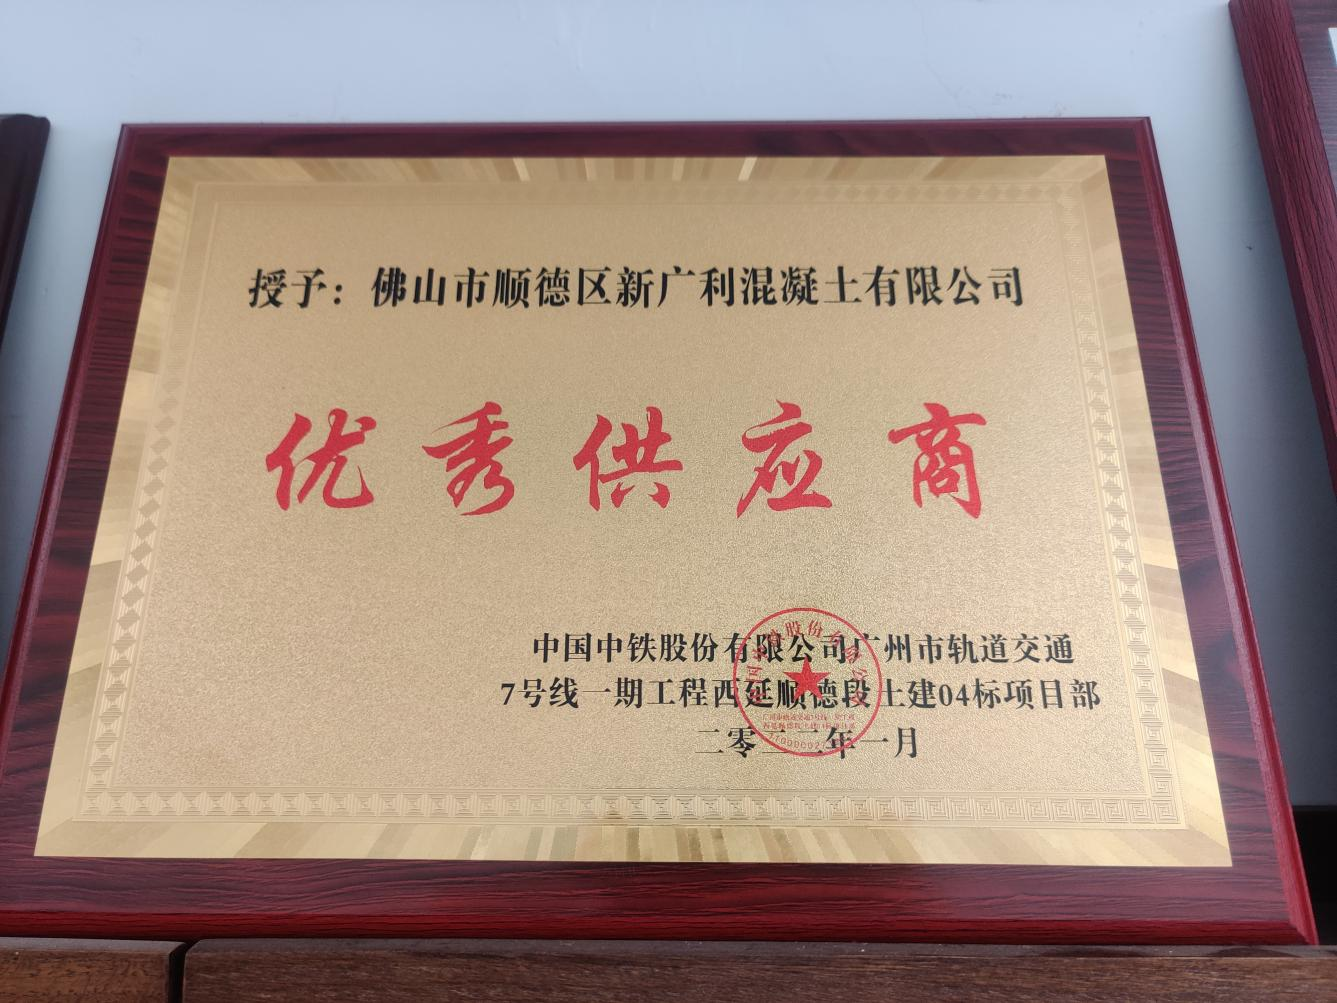 授予：佛山市顺德区新广利混凝土有限公司
优秀供应商
中国中铁股份有限公司广州市轨道交通
7号线一期工程西延顺德段土建04标项目部
二零二二年一月